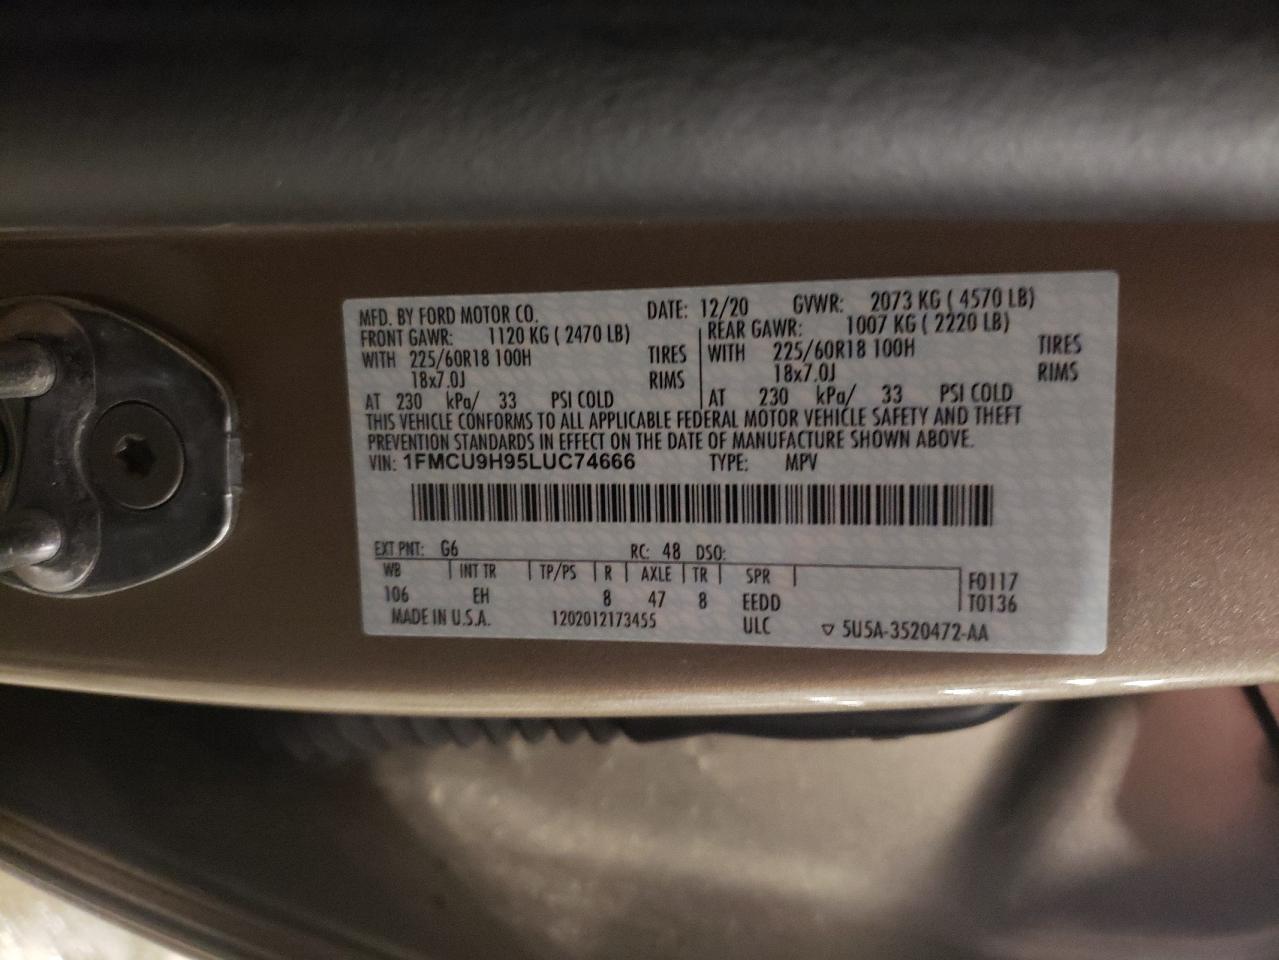 MFD. BY FORD MOTOR CO. DATE: 12/20 GVWR: 2073 KG ( 4570 LB)
FRONT GAWR: 1120 KG ( 2470 LB) REAR GAWR: 1007 KG ( 2220 LB)
WITH 225/60R18 100H TIRES WITH 225/60R18 100H TIRES
18x7.0J RIMS 18x7.0J RIMS
AT 230 kPa/ 33 PSI COLD AT 230 kPa/ 33 PSI COLD
THIS VEHICLE CONFORMS TO ALL APPLICABLE FEDERAL MOTOR VEHICLE SAFETY AND THEFT
PREVENTION STANDARDS IN EFFECT ON THE DATE OF MANUFACTURE SHOWN ABOVE.
VIN: 1FMCU9H95LUC74666 TYPE: MPV
EXT PNT: G6 RC: 48 DSO:
WB INT TR TP/PS R AXLE TR SPR F0117
106 EH 8 47 8 EEDD T0136
MADE IN U.S.A. 1202012173455 ULC ▽ 5U5A-3520472-AA